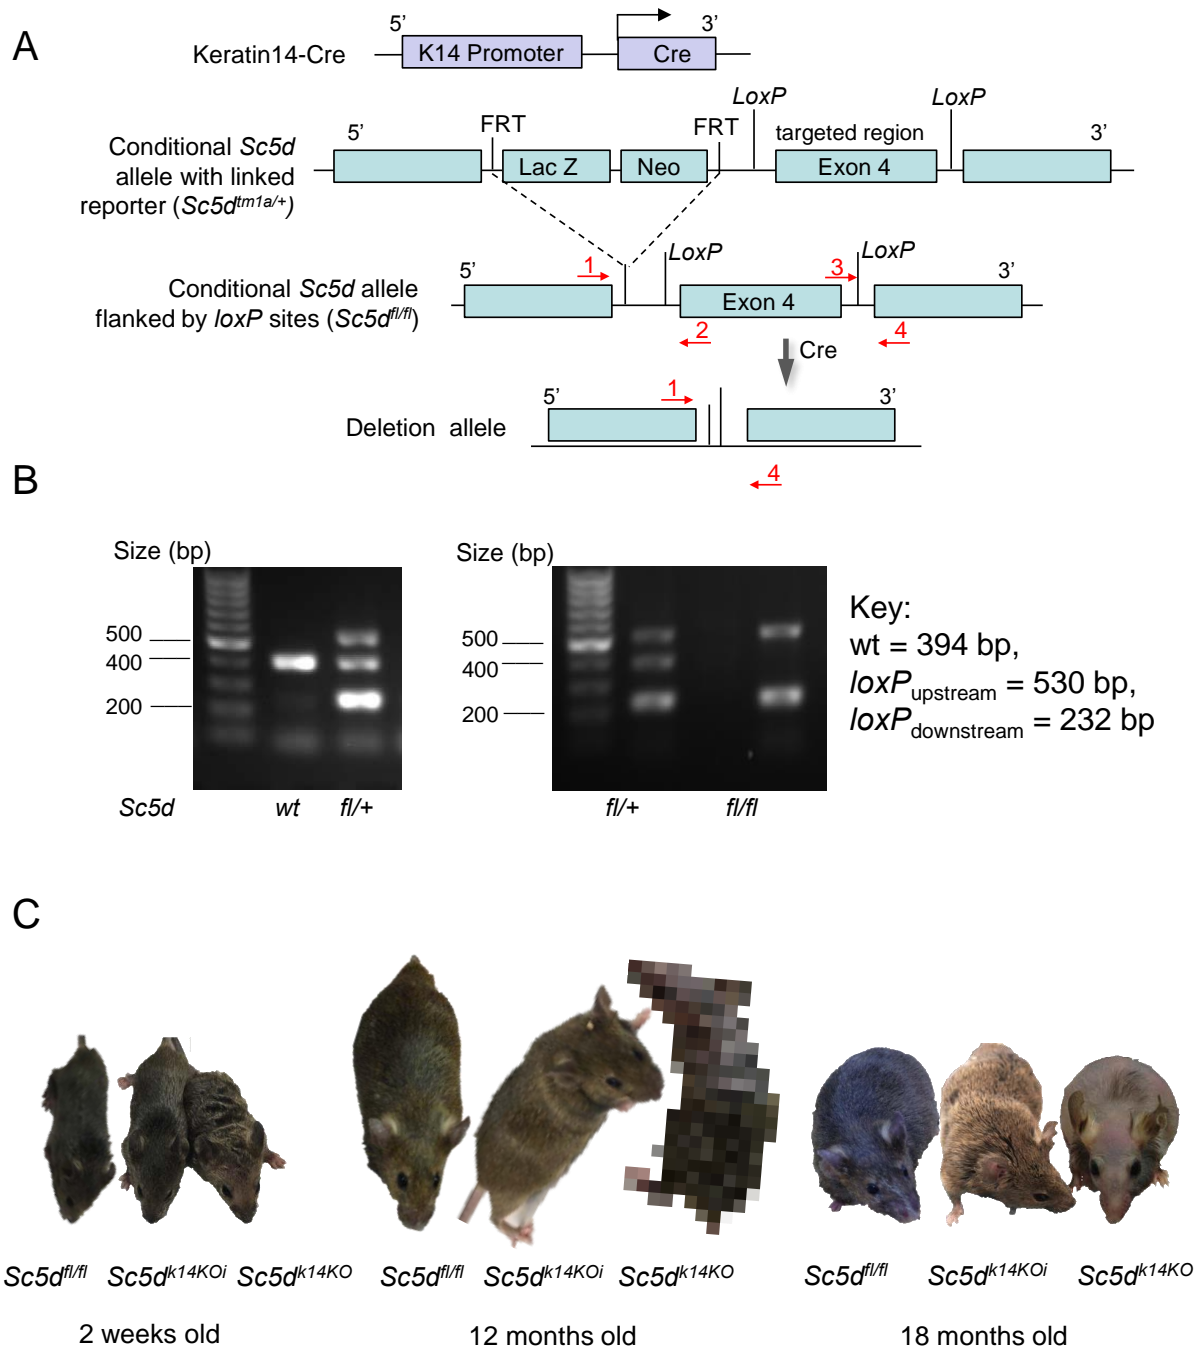 A
5’ 3’
Keratin14-Cre K14 Promoter Cre
LoxP LoxP
5’ FRT FRT targeted region 3’
Conditional Sc5d
allele with linked
reporter (Sc5dtm1a/+)
Lac Z Neo Exon 4
5’ 1 LoxP 3 LoxP 3’
Conditional Sc5d allele
flanked by loxP sites (Sc5dfl/fl)
Exon 4
2 4
Cre
5’ 1 3’
Deletion allele
4
B
Size (bp) Size (bp)
500
400
200
500
400
200
Key:
wt = 394 bp,
loxPupstream = 530 bp,
loxPdownstream = 232 bp
Sc5d wt fl/+ fl/+ fl/fl
C
Sc5dfl/fl Sc5dk14KOi Sc5dk14KO Sc5dfl/fl Sc5dk14KOi Sc5dk14KO Sc5dfl/fl Sc5dk14KOi Sc5dk14KO
2 weeks old 12 months old 18 months old